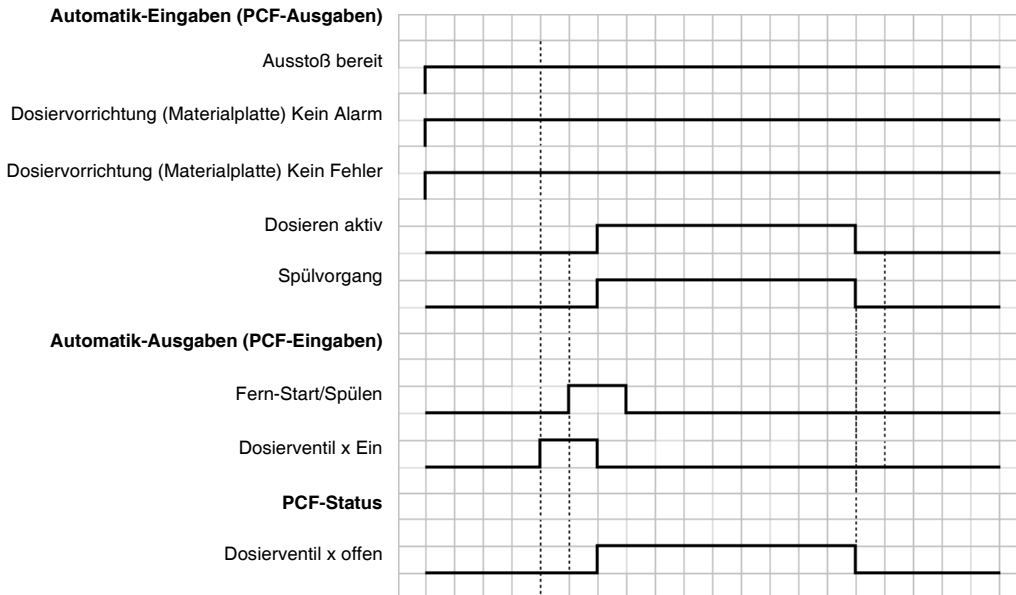 Automatik-Eingaben (PCF-Ausgaben)
Ausstoß bereit
Dosiervorrichtung (Materialplatte) Kein Alarm
Dosiervorrichtung (Materialplatte) Kein Fehler
Dosieren aktiv
Spülvorgang
Automatik-Ausgaben (PCF-Eingaben)
Fern-Start/Spülen
Dosierventil x Ein
PCF-Status
Dosierventil x offen